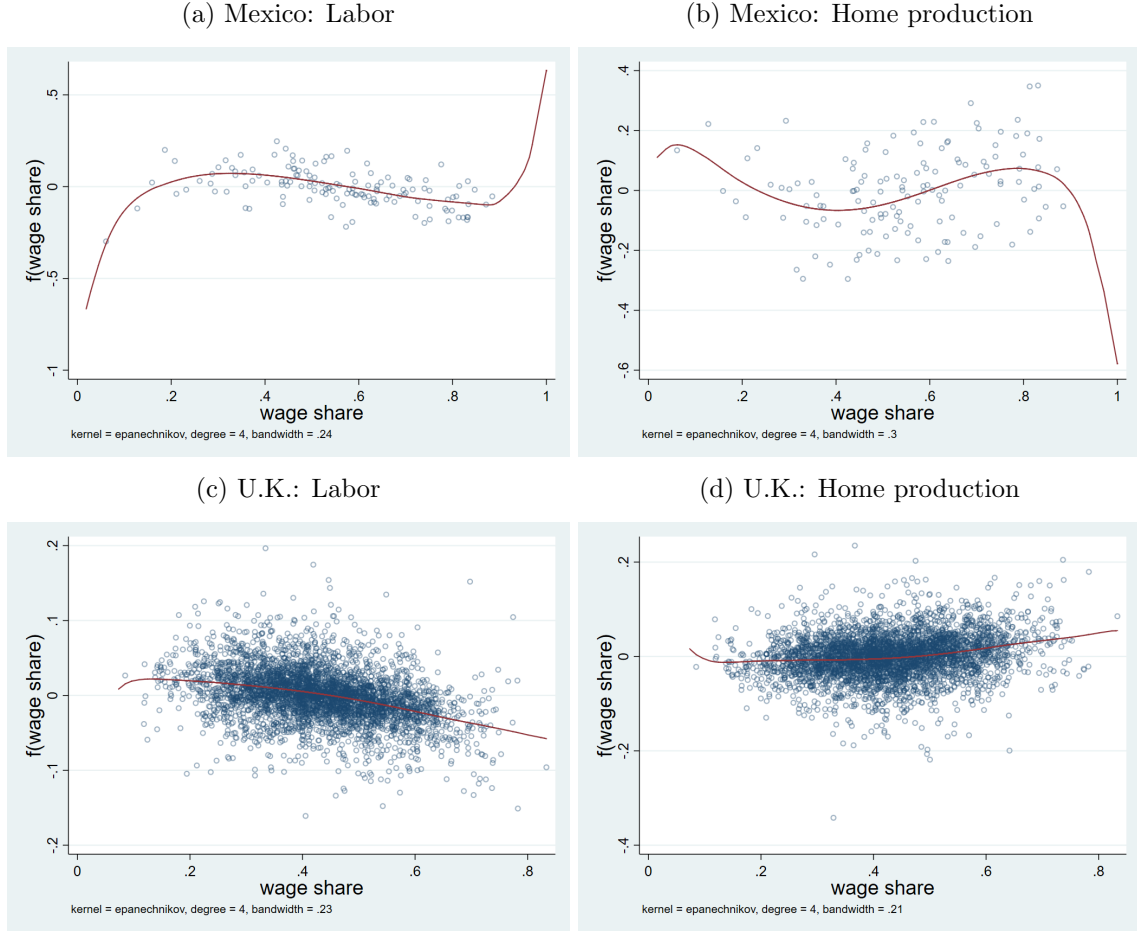 (a) Mexico: Labor
f(wage share)
.5
0
-.5
-1
0 .2 .4 .6 .8 1
wage share
kernel = epanechnikov, degree = 4, bandwidth = .24
(b) Mexico: Home production
f(wage share)
.4
.2
0
-.2
-.4
-.6
0 .2 .4 .6 .8 1
wage share
kernel = epanechnikov, degree = 4, bandwidth = .3
(c) U.K.: Labor
f(wage share)
.2
.1
0
-.1
-.2
0 .2 .4 .6 .8
wage share
kernel = epanechnikov, degree = 4, bandwidth = .23
(d) U.K.: Home production
f(wage share)
.2
0
-.2
-.4
0 .2 .4 .6 .8
wage share
kernel = epanechnikov, degree = 4, bandwidth = .21